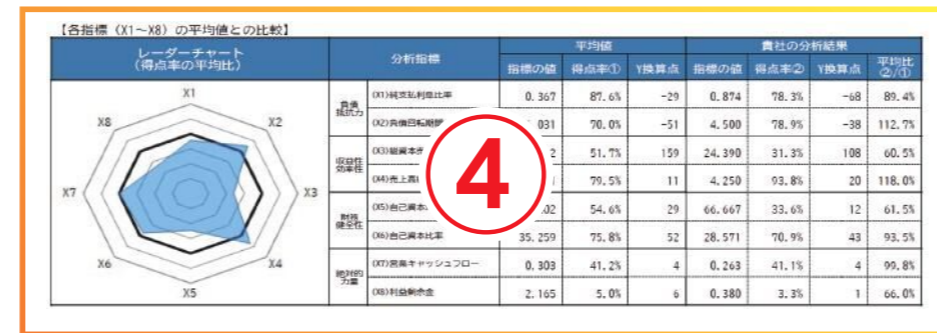 【各指標（X1～X8）の平均値との比較】
レーダーチャート
（得点率の平均比）
分析指標
平均値
貴社の分析結果
指標の値 得点率① Y換算点 指標の値 得点率② Y換算点 平均比②/①
X1
X2
X3
X4
X5
X6
X7
X8
負債抵抗力
(X1)純支払利息比率 0.367 87.6% -29 0.874 78.3% -68 89.4%
(X2)負債回転期間 031 70.0% -51 4.500 78.9% -38 112.7%
収益性効率性
(X3)総資本 2 51.7% 159 24.390 31.3% 108 60.5%
(X4)売上高 79.5% 11 4.250 93.8% 20 118.0%
財務健全性
(X5)自己資本 02 54.6% 29 66.667 33.6% 12 61.5%
(X6)自己資本比率 35.259 75.8% 52 28.571 70.9% 43 93.5%
絶対的力量
(X7)営業キャッシュフロー 0.303 41.2% 4 0.263 41.1% 4 99.8%
(X8)利益剰余金 2.165 5.0% 6 0.380 3.3% 1 66.0%
4